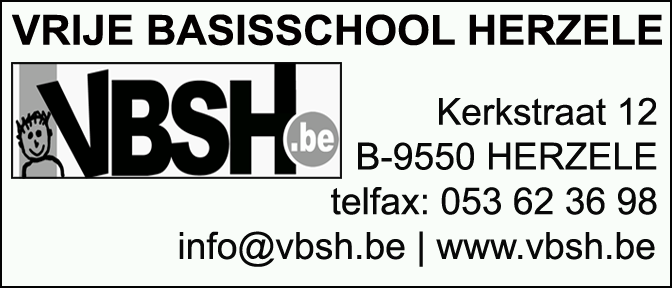 VRIJE BASISSCHOOL HERZELE
VBSH.be
Kerkstraat 12
B-9550 HERZELE
telfax: 053 62 36 98
info@vbsh.be | www.vbsh.be